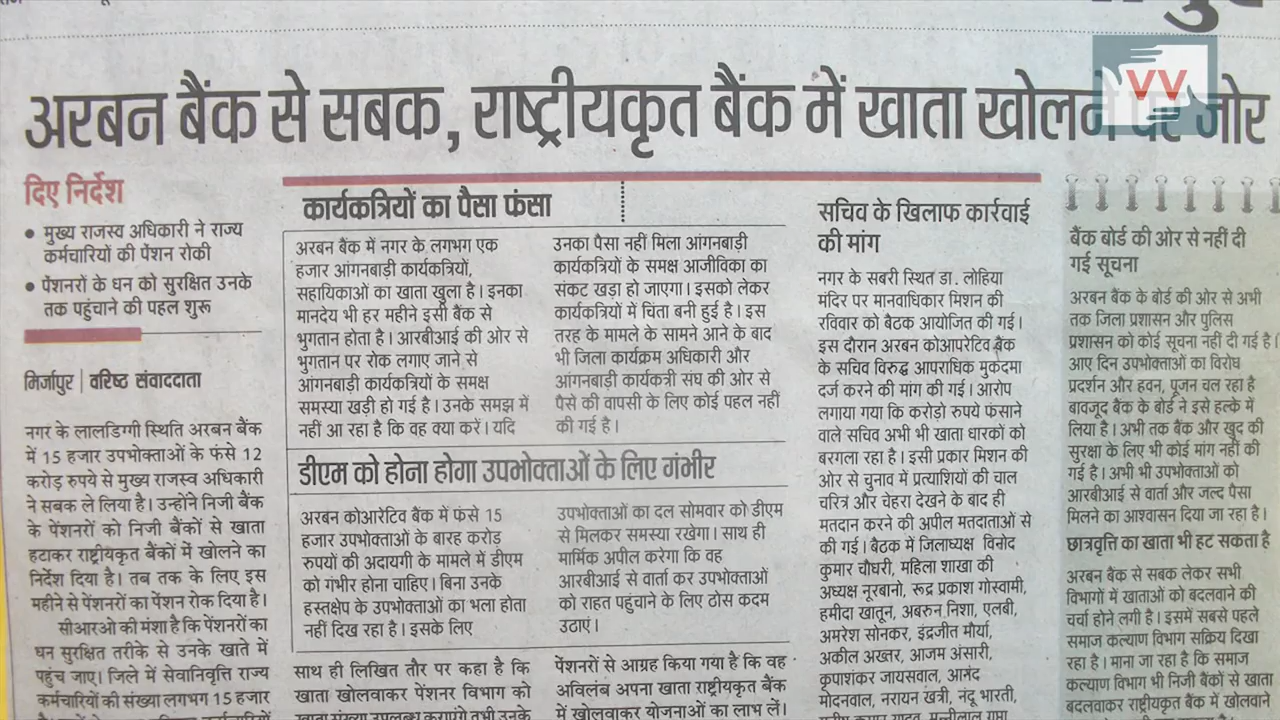 अरबन बैंक से सबक, राष्ट्रीयकृत बैंक में खाता खोलने पर जोर
VV
दिए निर्देश
● मुख्य राजस्व अधिकारी ने राज्य
कर्मचारियों की पेंशन रोकी
● पेंशनरों के धन को सुरक्षित उनके
तक पहुंचाने की पहल शुरू
मिर्जापुर | वरिष्ठ संवाददाता
नगर के लालडिग्गी स्थिति अरबन बैंक
में 15 हजार उपभोक्ताओं के फंसे 12
करोड़ रुपये से मुख्य राजस्व अधिकारी
ने सबक ले लिया है। उन्होंने निजी बैंक
के पेंशनरों को निजी बैंकों से खाता
हटाकर राष्ट्रीयकृत बैंकों में खोलने का
निर्देश दिया है। तब तक के लिए इस
महीने से पेंशनरों का पेंशन रोक दिया है।
सीआरओ की मंशा है कि पेंशनरों का
धन सुरक्षित तरीके से उनके खाते में
पहुंच जाए। जिले में सेवानिवृत्ति राज्य
कर्मचारियों की संख्या लगभग 15 हजार
कार्यकत्रियों का पैसा फंसा
अरबन बैंक में नगर के लगभग एक
हजार आंगनबाड़ी कार्यकत्रियों,
सहायिकाओं का खाता खुला है। इनका
मानदेय भी हर महीने इसी बैंक से
भुगतान होता है। आरबीआई की ओर से
भुगतान पर रोक लगाए जाने से
आंगनबाड़ी कार्यकत्रियों के समक्ष
समस्या खड़ी हो गई है। उनके समझ में
नहीं आ रहा है कि वह क्या करें। यदि
उनका पैसा नहीं मिला आंगनबाड़ी
कार्यकत्रियों के समक्ष आजीविका का
संकट खड़ा हो जाएगा। इसको लेकर
कार्यकत्रियों में चिंता बनी हुई है। इस
तरह के मामले के सामने आने के बाद
भी जिला कार्यक्रम अधिकारी और
आंगनबाड़ी कार्यकत्री संघ की ओर से
पैसे की वापसी के लिए कोई पहल नहीं
की गई है।
डीएम को होना होगा उपभोक्ताओं के लिए गंभीर
अरबन कोआरेटिव बैंक में फंसे 15
हजार उपभोक्ताओं के बारह करोड़
रुपयों की अदायगी के मामले में डीएम
को गंभीर होना चाहिए। बिना उनके
हस्तक्षेप के उपभोक्ताओं का भला होता
नहीं दिख रहा है। इसके लिए
उपभोक्ताओं का दल सोमवार को डीएम
से मिलकर समस्या रखेगा। साथ ही
मार्मिक अपील करेगा कि वह
आरबीआई से वार्ता कर उपभोक्ताओं
को राहत पहुंचाने के लिए ठोस कदम
उठाएं।
साथ ही लिखित तौर पर कहा है कि
खाता खोलवाकर पेंशनर विभाग को
खाता संख्या उपलब्ध कराएंगे तभी उनके
पेंशनरों से आग्रह किया गया है कि वह
अविलंब अपना खाता राष्ट्रीयकृत बैंक
में खोलवाकर योजनाओं का लाभ लें।
सचिव के खिलाफ कार्रवाई
की मांग
नगर के सबरी स्थित डा. लोहिया
मंदिर पर मानवाधिकार मिशन की
रविवार को बैठक आयोजित की गई।
इस दौरान अरबन कोआपरेटिव बैंक
के सचिव विरुद्ध आपराधिक मुकदमा
दर्ज करने की मांग की गई। आरोप
लगाया गया कि करोड़ो रुपये फंसाने
वाले सचिव अभी भी खाता धारकों को
बरगला रहा है। इसी प्रकार मिशन की
ओर से चुनाव में प्रत्याशियों की चाल
चरित्र और चेहरा देखने के बाद ही
मतदान करने की अपील मतदाताओं से
की गई। बैठक में जिलाध्यक्ष विनोद
कुमार चौधरी, महिला शाखा की
अध्यक्ष नूरबानो, रूद्र प्रकाश गोस्वामी,
हमीदा खातून, अबरुन निशा, एलबी,
अमरेश सोनकर, इंद्रजीत मौर्या,
अकील अख्तर, आजम अंसारी,
कृपाशंकर जायसवाल, आनंद
मोदनवाल, नरायन खत्री, नंदू भारती,
बैंक बोर्ड की ओर से नहीं दी
गई सूचना
अरबन बैंक के बोर्ड की ओर से अभी
तक जिला प्रशासन और पुलिस
प्रशासन को कोई सूचना नहीं दी गई है।
आए दिन उपभोक्ताओं का विरोध
प्रदर्शन और हवन, पूजन चल रहा है
बावजूद बैंक के बोर्ड ने इसे हल्के में
लिया है। अभी तक बैंक और खुद की
सुरक्षा के लिए भी कोई मांग नहीं की
गई है। अभी भी उपभोक्ताओं को
आरबीआई से वार्ता और जल्द पैसा
मिलने का आश्वासन दिया जा रहा है।
छात्रवृत्ति का खाता भी हट सकता है
अरबन बैंक से सबक लेकर सभी
विभागों में खाताओं को बदलवाने की
चर्चा होने लगी है। इसमें सबसे पहले
समाज कल्याण विभाग सक्रिय दिखा
रहा है। माना जा रहा है कि समाज
कल्याण विभाग भी निजी बैंकों से खाता
बदलवाकर राष्ट्रीयकृत बैंक में खोलवाने